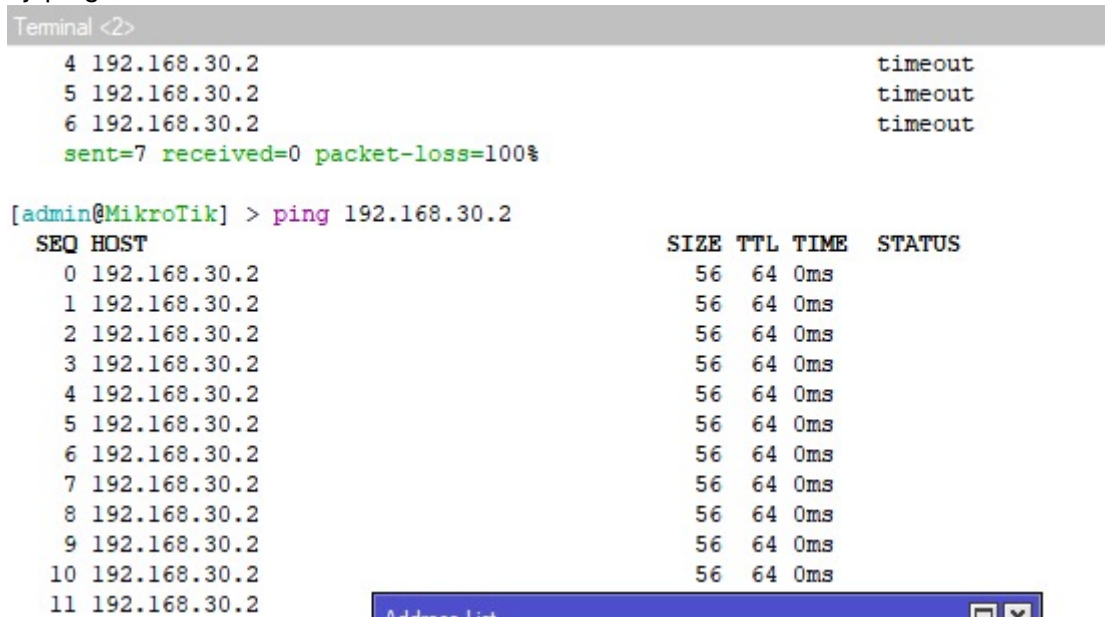 Terminal <2>
4 192.168.30.2 timeout
5 192.168.30.2 timeout
6 192.168.30.2 timeout
sent=7 received=0 packet-loss=100%
[admin@MikroTik] > ping 192.168.30.2
SEQ HOST SIZE TTL TIME STATUS
0 192.168.30.2 56 64 0ms
1 192.168.30.2 56 64 0ms
2 192.168.30.2 56 64 0ms
3 192.168.30.2 56 64 0ms
4 192.168.30.2 56 64 0ms
5 192.168.30.2 56 64 0ms
6 192.168.30.2 56 64 0ms
7 192.168.30.2 56 64 0ms
8 192.168.30.2 56 64 0ms
9 192.168.30.2 56 64 0ms
10 192.168.30.2 56 64 0ms
11 192.168.30.2
Address List